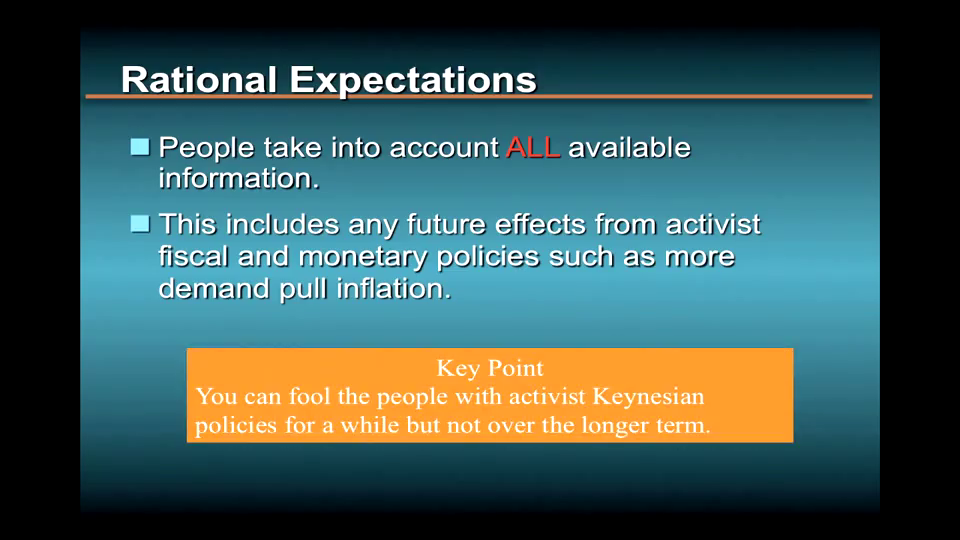 Rational Expectations
People take into account ALL available
information.
This includes any future effects from activist
fiscal and monetary policies such as more
demand pull inflation.
Key Point
You can fool the people with activist Keynesian
policies for a while but not over the longer term.